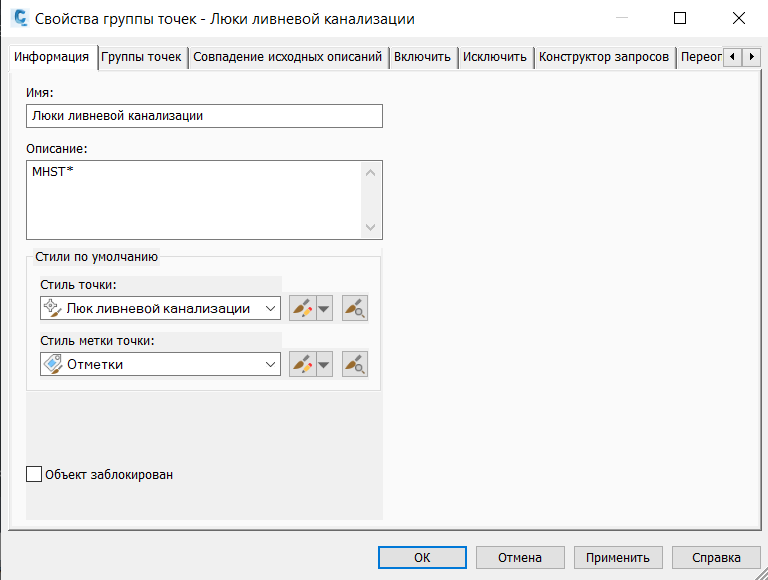 Свойства группы точек - Люки ливневой канализации
Информация Группы точек Совпадение исходных описаний Включить Исключить Конструктор запросов Переог
Имя:
Люки ливневой канализации
Описание:
MHST*
Стили по умолчанию
Стиль точки:
Люк ливневой канализации
Стиль метки точки:
Отметки
Объект заблокирован
ОК Отмена Применить Справка